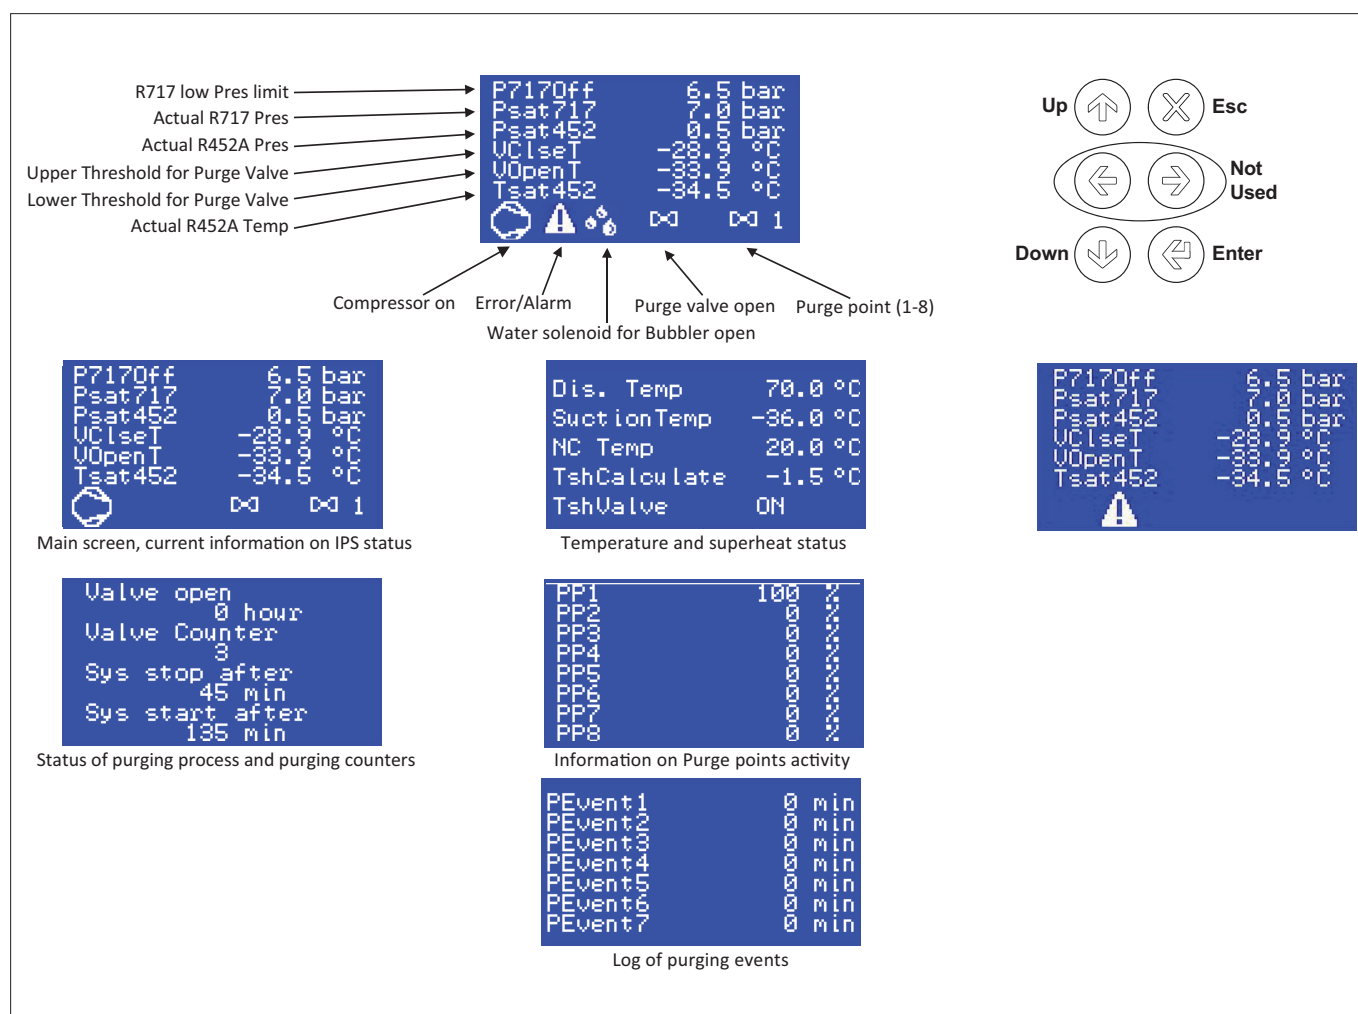 R717 low Pres limit
Actual R717 Pres
Actual R452A Pres
Upper Threshold for Purge Valve
Lower Threshold for Purge Valve
Actual R452A Temp
P717Off 6.5 bar
Psat717 7.0 bar
Psat452 0.5 bar
VClseT -28.9 °C
VOpenT -33.9 °C
Tsat452 -34.5 °C
1
Compressor on
Error/Alarm
Purge valve open
Purge point (1-8)
Water solenoid for Bubbler open
Up
Esc
Not
Used
Down
Enter
P717Off 6.5 bar
Psat717 7.0 bar
Psat452 0.5 bar
VClseT -28.9 °C
VOpenT -33.9 °C
Tsat452 -34.5 °C
1
Main screen, current information on IPS status
Dis. Temp 70.0 °C
SuctionTemp -36.0 °C
NC Temp 20.0 °C
TshCalculate -1.5 °C
TshValve ON
Temperature and superheat status
P717Off 6.5 bar
Psat717 7.0 bar
Psat452 0.5 bar
VClseT -28.9 °C
VOpenT -33.9 °C
Tsat452 -34.5 °C
Valve open
0 hour
Valve Counter
3
Sys stop after
45 min
Sys start after
135 min
Status of purging process and purging counters
PP1 100 %
PP2 0 %
PP3 0 %
PP4 0 %
PP5 0 %
PP6 0 %
PP7 0 %
PP8 0 %
Information on Purge points activity
PEvent1 0 min
PEvent2 0 min
PEvent3 0 min
PEvent4 0 min
PEvent5 0 min
PEvent6 0 min
PEvent7 0 min
Log of purging events